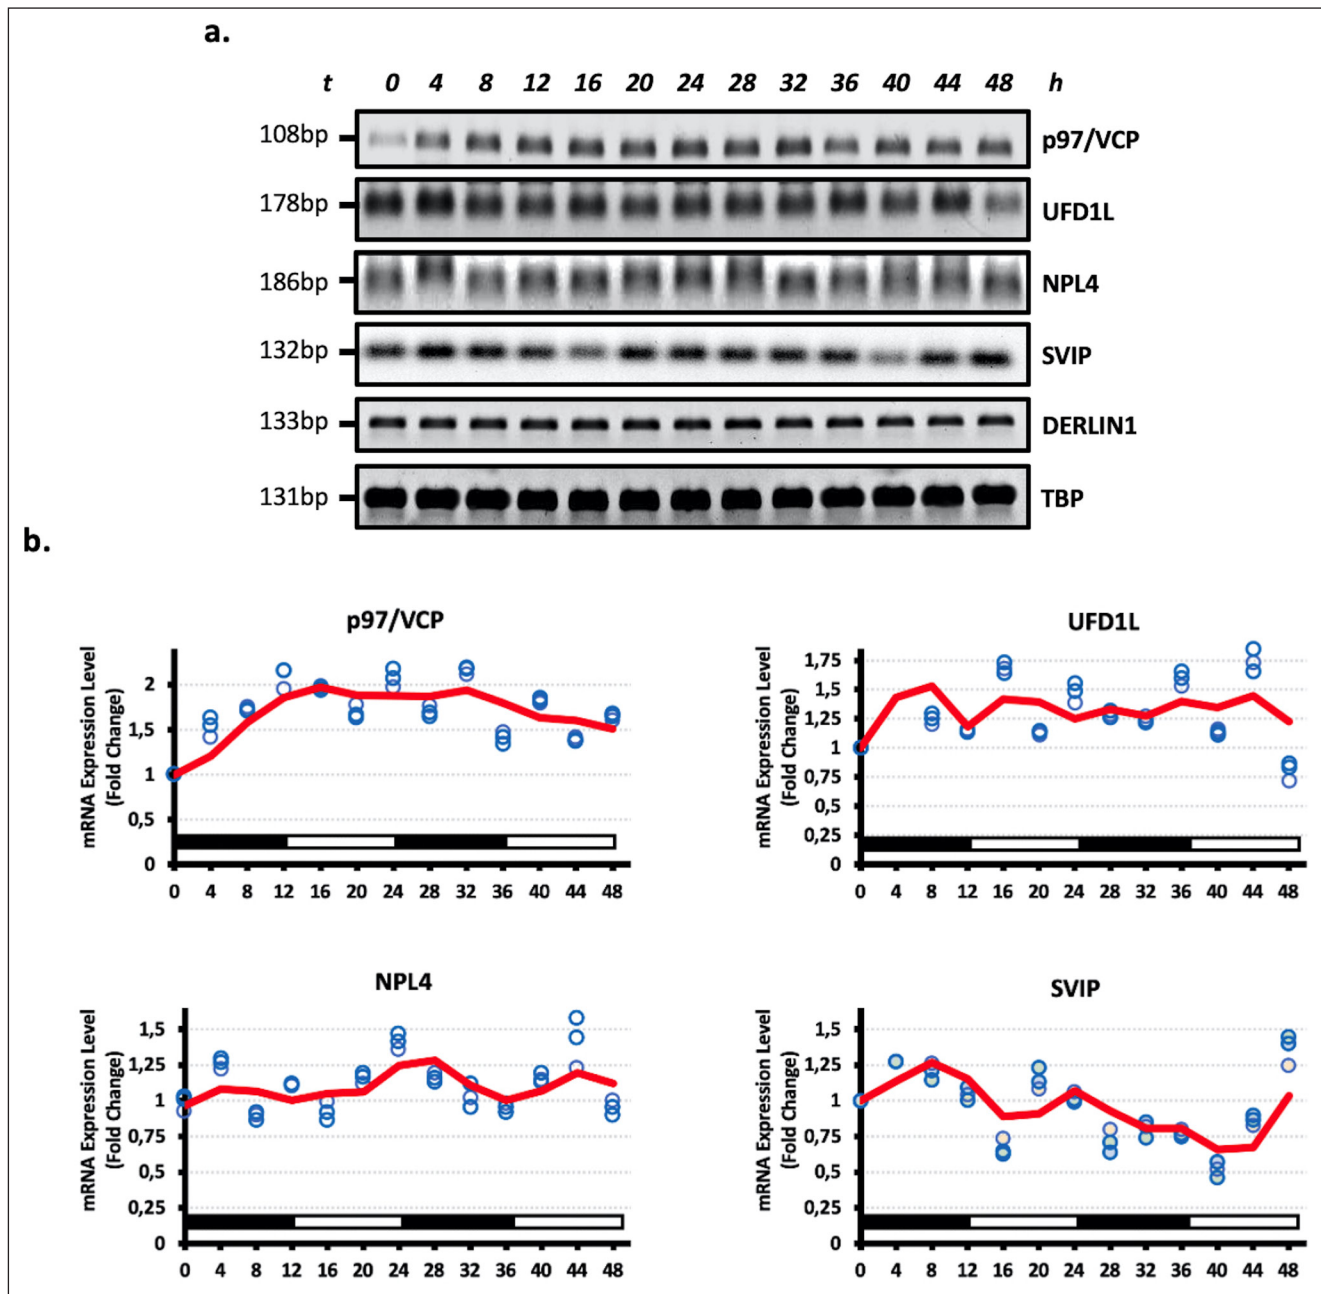 a.
t 0 4 8 12 16 20 24 28 32 36 40 44 48 h
108bp p97/VCP
178bp UFD1L
186bp NPL4
132bp SVIP
133bp DERLIN1
131bp TBP
b.
p97/VCP
mRNA Expression Level
(Fold Change)
2
1,5
1
0,5
0
0 4 8 12 16 20 24 28 32 36 40 44 48
UFD1L
mRNA Expression Level
(Fold Change)
1,75
1,5
1,25
1
0,75
0,5
0,25
0
0 4 8 12 16 20 24 28 32 36 40 44 48
NPL4
mRNA Expression Level
(Fold Change)
1,5
1,25
1
0,75
0,5
0,25
0
0 4 8 12 16 20 24 28 32 36 40 44 48
SVIP
mRNA Expression Level
(Fold Change)
1,5
1,25
1
0,75
0,5
0,25
0
0 4 8 12 16 20 24 28 32 36 40 44 48